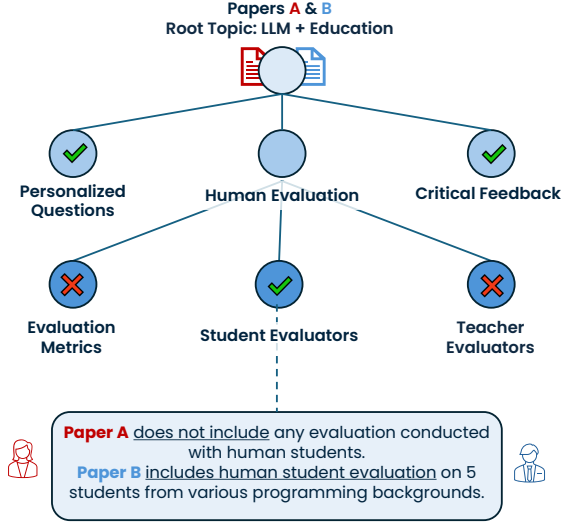 Papers A & B
Root Topic: LLM + Education
Personalized
Questions
Human Evaluation
Critical Feedback
Evaluation
Metrics
Student Evaluators
Teacher
Evaluators
Paper A does not include any evaluation conducted
with human students.
Paper B includes human student evaluation on 5
students from various programming backgrounds.